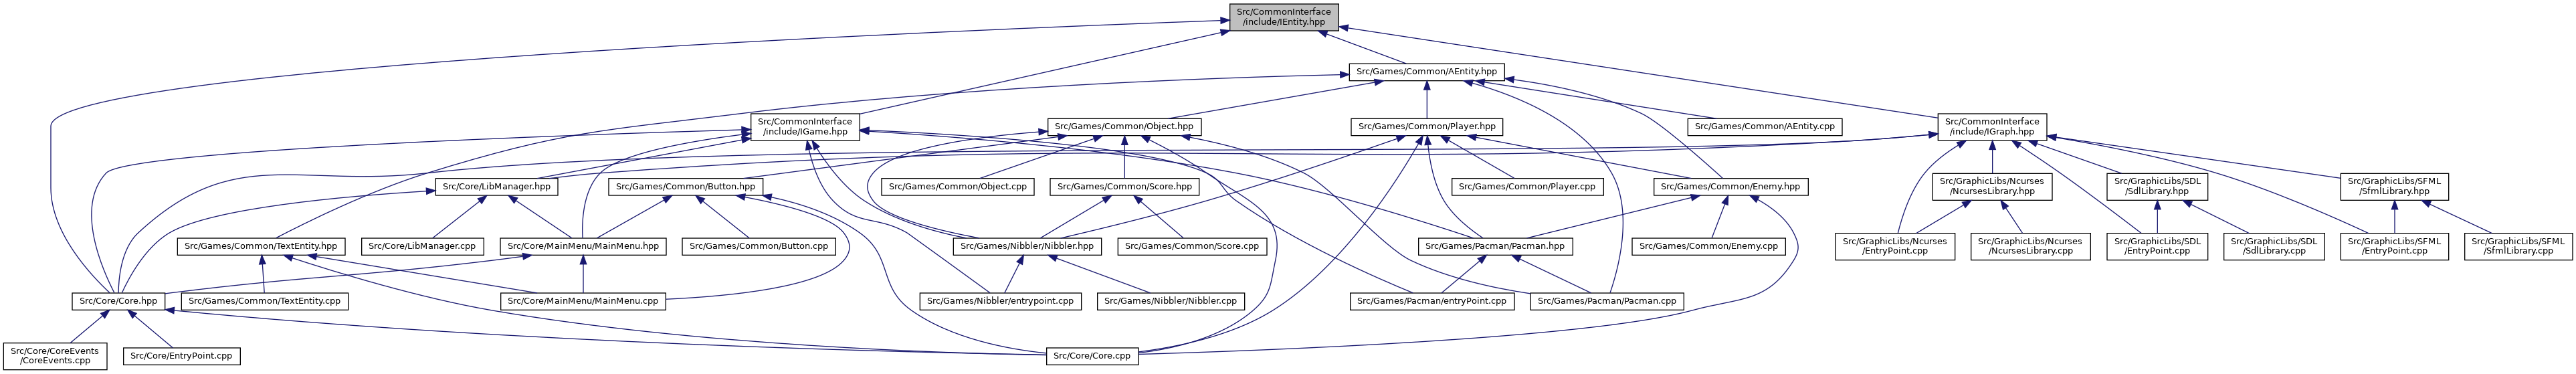 Src/CommonInterface
/include/IEntity.hpp
Src/Games/Common/AEntity.hpp
Src/CommonInterface
/include/IGame.hpp
Src/Games/Common/Object.hpp
Src/Games/Common/Player.hpp
Src/Games/Common/AEntity.cpp
Src/CommonInterface
/include/IGraph.hpp
Src/Core/LibManager.hpp
Src/Games/Common/Button.hpp
Src/Games/Common/Object.cpp
Src/Games/Common/Score.hpp
Src/Games/Common/Player.cpp
Src/Games/Common/Enemy.hpp
Src/GraphicLibs/Ncurses
/NcursesLibrary.hpp
Src/GraphicLibs/SDL
/SdlLibrary.hpp
Src/GraphicLibs/SFML
/SfmlLibrary.hpp
Src/Games/Common/TextEntity.hpp
Src/Core/LibManager.cpp
Src/Core/MainMenu/MainMenu.hpp
Src/Games/Common/Button.cpp
Src/Games/Nibbler/Nibbler.hpp
Src/Games/Common/Score.cpp
Src/Games/Pacman/Pacman.hpp
Src/Games/Common/Enemy.cpp
Src/GraphicLibs/Ncurses
/EntryPoint.cpp
Src/GraphicLibs/Ncurses
/NcursesLibrary.cpp
Src/GraphicLibs/SDL
/EntryPoint.cpp
Src/GraphicLibs/SDL
/SdlLibrary.cpp
Src/GraphicLibs/SFML
/EntryPoint.cpp
Src/GraphicLibs/SFML
/SfmlLibrary.cpp
Src/Core/Core.hpp
Src/Games/Common/TextEntity.cpp
Src/Core/MainMenu/MainMenu.cpp
Src/Games/Nibbler/entrypoint.cpp
Src/Games/Nibbler/Nibbler.cpp
Src/Games/Pacman/entryPoint.cpp
Src/Games/Pacman/Pacman.cpp
Src/Core/CoreEvents
/CoreEvents.cpp
Src/Core/EntryPoint.cpp
Src/Core/Core.cpp